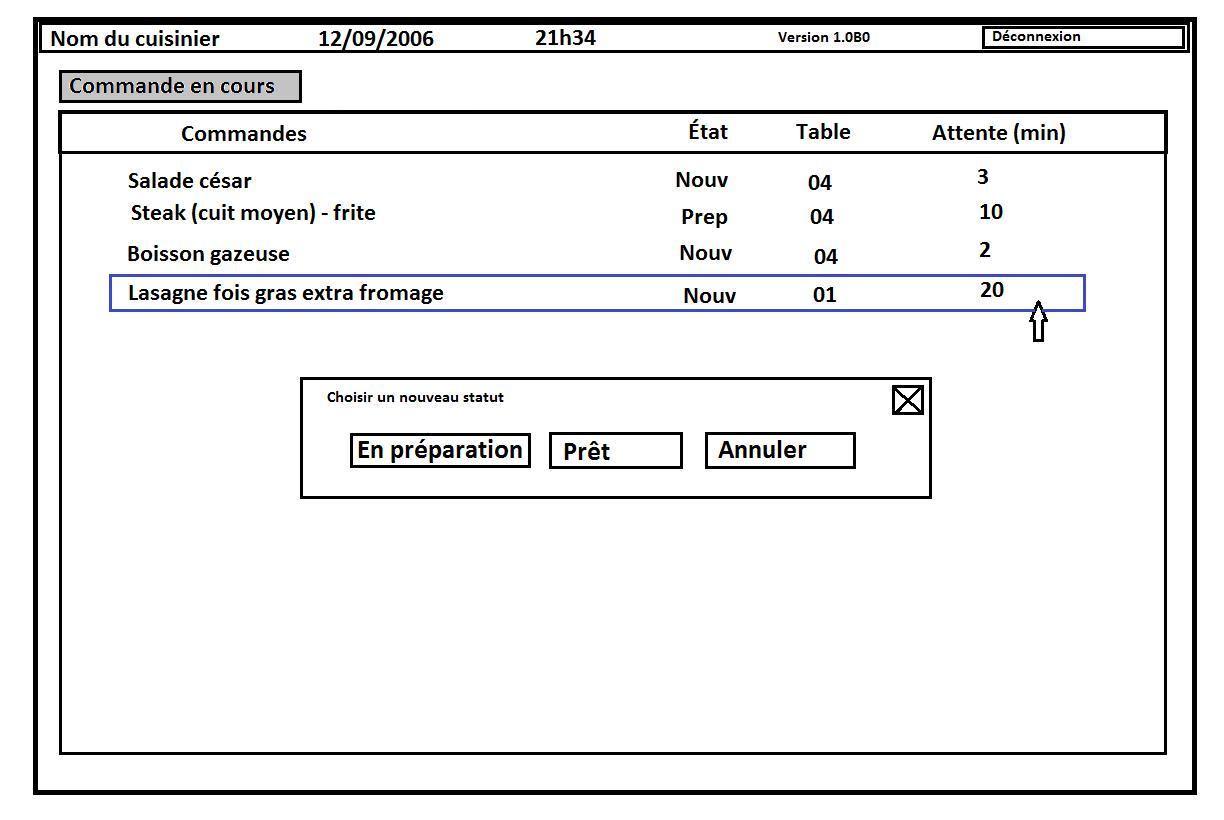 Nom du cuisinier 12/09/2006 21h34 Version 1.0B0 Déconnexion
Commande en cours
Commandes État Table Attente (min)
Salade césar Nouv 04 3
Steak (cuit moyen) - frite Prep 04 10
Boisson gazeuse Nouv 04 2
Lasagne fois gras extra fromage Nouv 01 20
Choisir un nouveau statut
En préparation Prêt Annuler